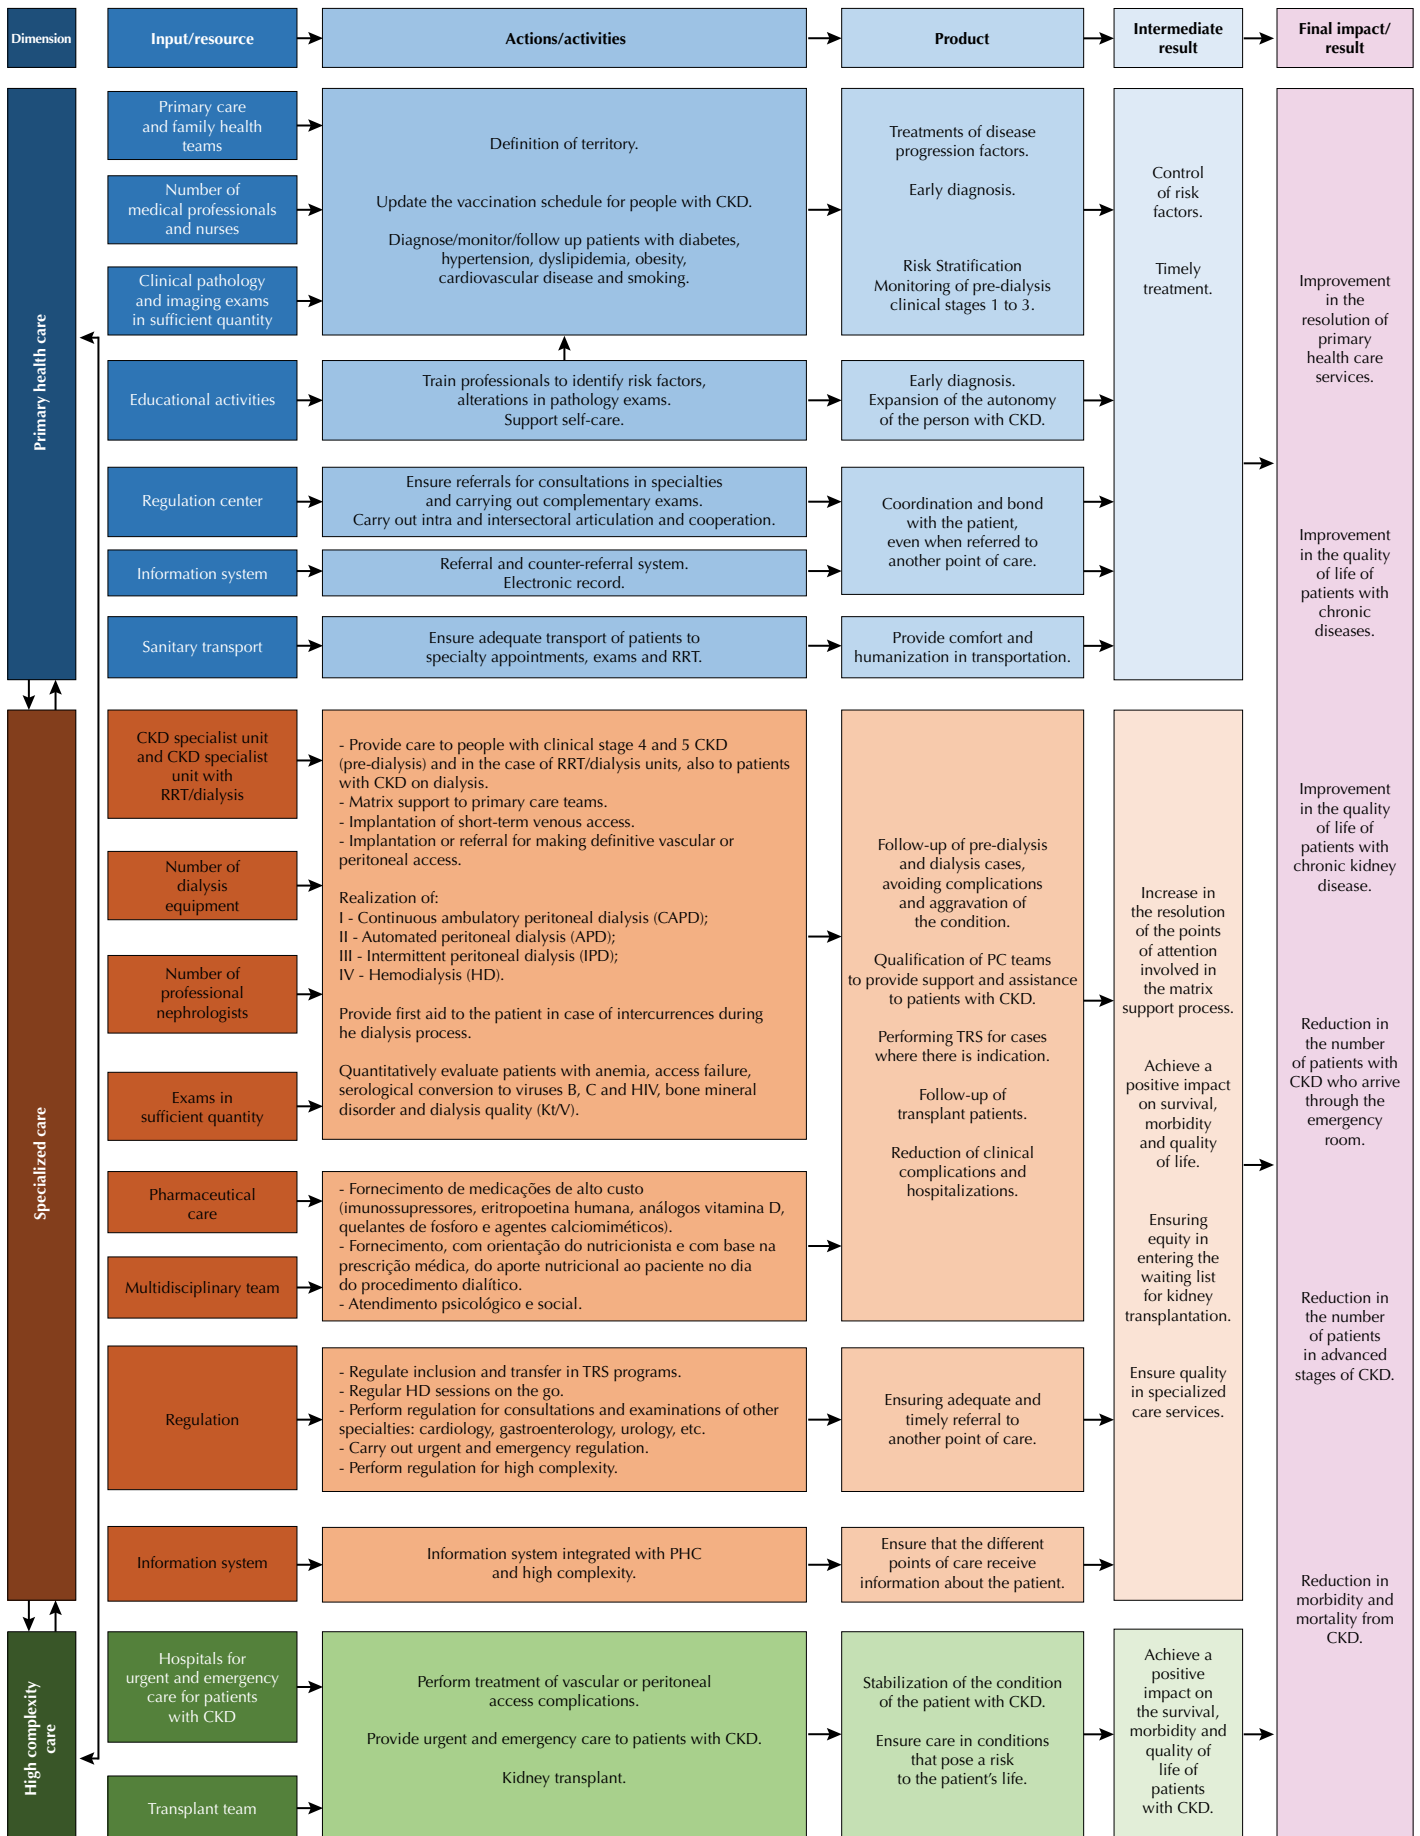 Dimension
Input/resource
Actions/activities
Product
Intermediate
result
Final impact/
result
Primary health care
Primary care
and family health
teams
Number of
medical professionals
and nurses
Clinical pathology
and imaging exams
in sufficient quantity
Definition of territory.
Update the vaccination schedule for people with CKD.
Diagnose/monitor/follow up patients with diabetes,
hypertension, dyslipidemia, obesity,
cardiovascular disease and smoking.
Treatments of disease
progression factors.
Early diagnosis.
Risk Stratification
Monitoring of pre-dialysis
clinical stages 1 to 3.
Educational activities
Train professionals to identify risk factors,
alterations in pathology exams.
Support self-care.
Early diagnosis.
Expansion of the autonomy
of the person with CKD.
Regulation center
Ensure referrals for consultations in specialties
and carrying out complementary exams.
Carry out intra and intersectoral articulation and cooperation.
Information system
Referral and counter-referral system.
Electronic record.
Coordination and bond
with the patient,
even when referred to
another point of care.
Sanitary transport
Ensure adequate transport of patients to
specialty appointments, exams and RRT.
Provide comfort and
humanization in transportation.
Control
of risk
factors.
Timely
treatment.
Specialized care
CKD specialist unit
and CKD specialist
unit with
RRT/dialysis
Number of
dialysis
equipment
Number of
professional
nephrologists
Exams in
sufficient quantity
- Provide care to people with clinical stage 4 and 5 CKD
(pre-dialysis) and in the case of RRT/dialysis units, also to patients
with CKD on dialysis.
- Matrix support to primary care teams.
- Implantation of short-term venous access.
- Implantation or referral for making definitive vascular or
peritoneal access.
Realization of:
I - Continuous ambulatory peritoneal dialysis (CAPD);
II - Automated peritoneal dialysis (APD);
III - Intermittent peritoneal dialysis (IPD);
IV - Hemodialysis (HD).
Provide first aid to the patient in case of intercurrences during
he dialysis process.
Quantitatively evaluate patients with anemia, access failure,
serological conversion to viruses B, C and HIV, bone mineral
disorder and dialysis quality (Kt/V).
Pharmaceutical
care
Multidisciplinary team
- Fornecimento de medicações de alto custo
(imunossupressores, eritropoetina humana, análogos vitamina D,
quelantes de fosforo e agentes calciomiméticos).
- Fornecimento, com orientação do nutricionista e com base na
prescrição médica, do aporte nutricional ao paciente no dia
do procedimento dialítico.
- Atendimento psicológico e social.
Follow-up of pre-dialysis
and dialysis cases,
avoiding complications
and aggravation of
the condition.
Qualification of PC teams
to provide support and assistance
to patients with CKD.
Performing TRS for cases
where there is indication.
Follow-up of
transplant patients.
Reduction of clinical
complications and
hospitalizations.
Regulation
- Regulate inclusion and transfer in TRS programs.
- Regular HD sessions on the go.
- Perform regulation for consultations and examinations of other
specialties: cardiology, gastroenterology, urology, etc.
- Carry out urgent and emergency regulation.
- Perform regulation for high complexity.
Ensuring adequate and
timely referral to
another point of care.
Information system
Information system integrated with PHC
and high complexity.
Ensure that the different
points of care receive
information about the patient.
Increase in
the resolution
of the points
of attention
involved in
the matrix
support process.
Achieve a
positive impact
on survival,
morbidity
and quality
of life.
Ensuring
equity in
entering the
waiting list
for kidney
transplantation.
Ensure quality
in specialized
care services.
High complexity
care
Hospitals for
urgent and emergency
care for patients
with CKD
Transplant team
Perform treatment of vascular or peritoneal
access complications.
Provide urgent and emergency care to patients with CKD.
Kidney transplant.
Stabilization of the condition
of the patient with CKD.
Ensure care in conditions
that pose a risk
to the patient's life.
Achieve a
positive
impact on
the survival,
morbidity and
quality of
life of
patients
with CKD.
Improvement
in the
resolution of
primary
health care
services.
Improvement
in the quality
of life of
patients with
chronic
diseases.
Improvement
in the quality
of life of
patients with
chronic kidney
disease.
Reduction in
the number
of patients with
CKD who arrive
through the
emergency
room.
Reduction in
the number
of patients
in advanced
stages of CKD.
Reduction in
morbidity and
mortality from
CKD.